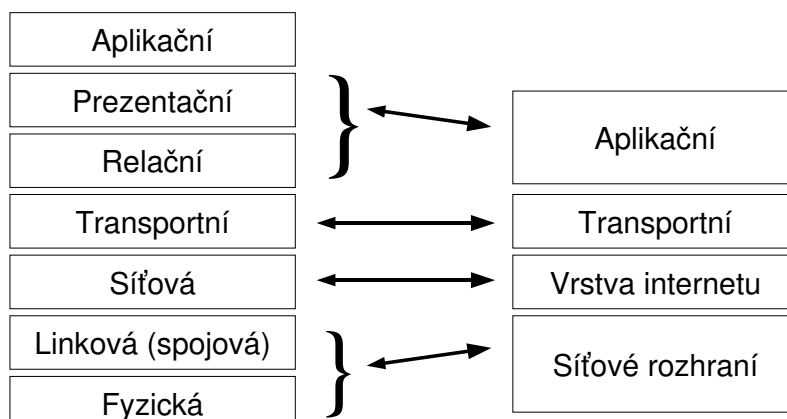 Aplikační
Prezentační
Relační
Transportní
Síťová
Linková (spojová)
Fyzická
Aplikační
Transportní
Vrstva internetu
Síťové rozhraní